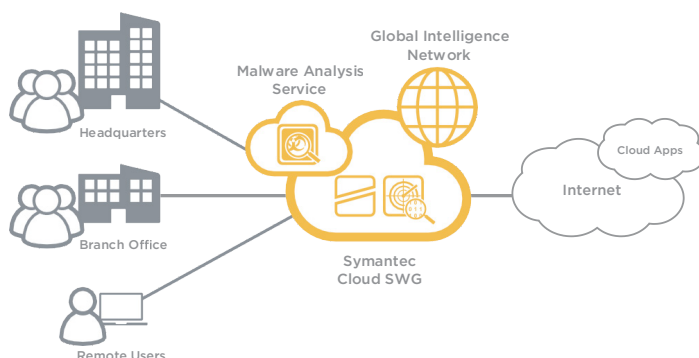 Global Intelligence
Network
Malware Analysis
Service
Headquarters
Cloud Apps
Internet
Branch Office
Symantec
Cloud SWG
Remote Users